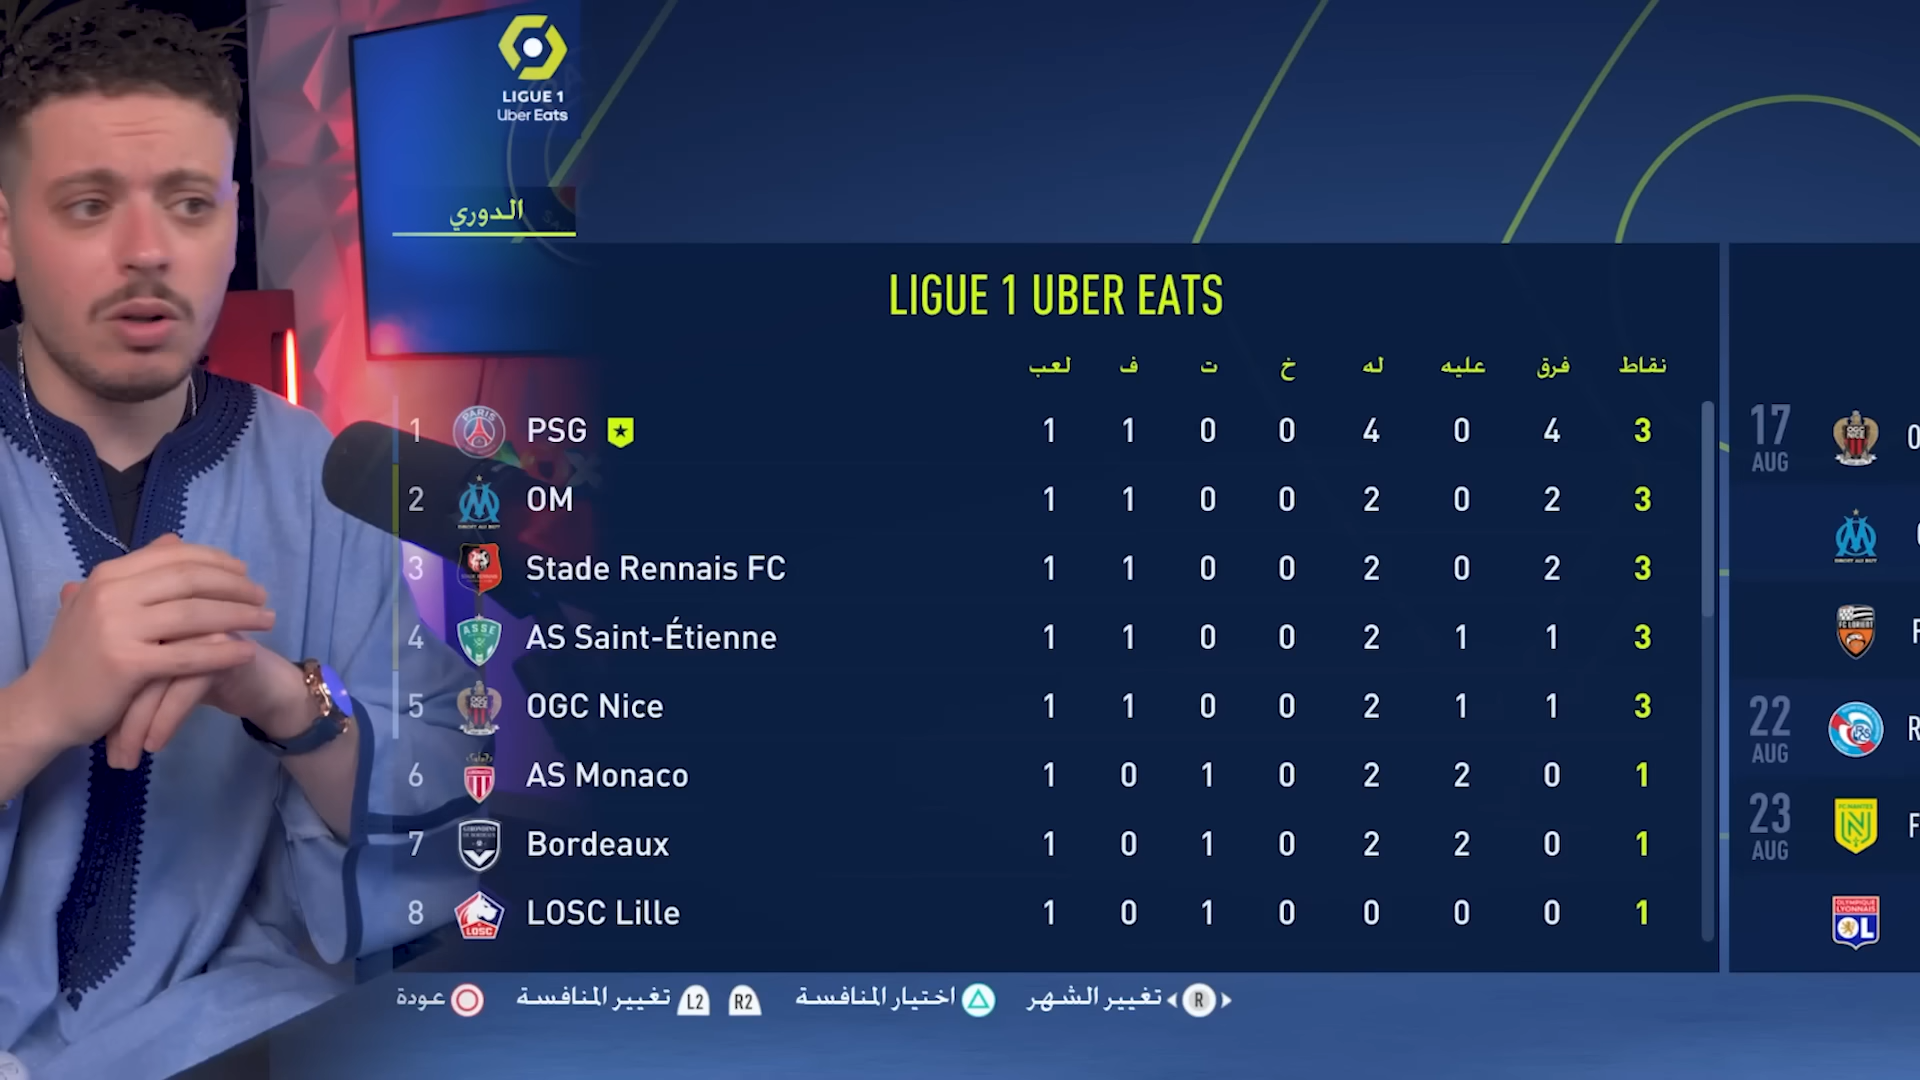 LIGUE 1
Uber Eats
الدوري
LIGUE 1 UBER EATS
لعب ف ت خ له عليه فرق نقاط
1 PSG 1 1 0 0 4 0 4 3
2 OM 1 1 0 0 2 0 2 3
3 Stade Rennais FC 1 1 0 0 2 0 2 3
4 AS Saint-Étienne 1 1 0 0 2 1 1 3
5 OGC Nice 1 1 0 0 2 1 1 3
6 AS Monaco 1 0 1 0 2 2 0 1
7 Bordeaux 1 0 1 0 2 2 0 1
8 LOSC Lille 1 0 1 0 0 0 0 1
17
AUG
22
AUG
23
AUG
عودة
تغيير المنافسة L2 R2
اختيار المنافسة
تغيير الشهر R